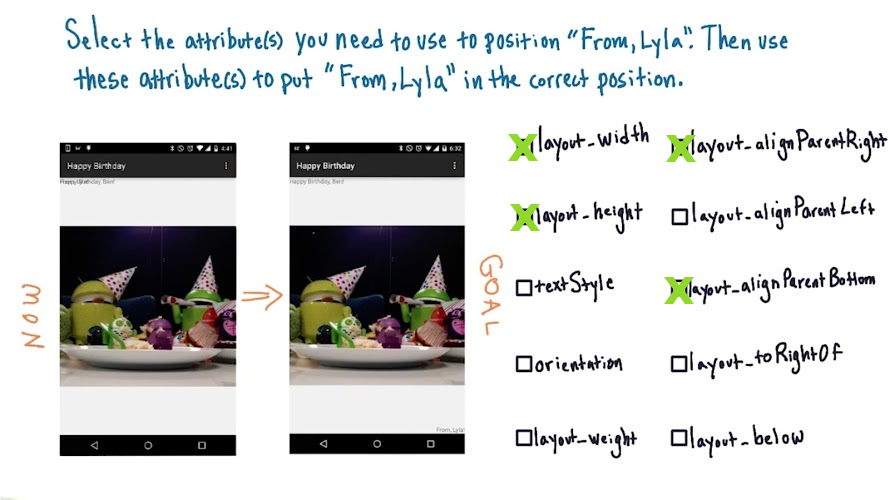 Select the attribute(s) you need to use to position "From, Lyla". Then use
these attribute(s) to put "From, Lyla" in the correct position.
4:41
Happy Birthday
Happy Birthday, Ben!
NOW
6:32
Happy Birthday
Happy Birthday, Ben!
From, Lyla!
GOAL
layout_width
layout_alignParentRight
layout_height
layout_alignParentLeft
textStyle
layout_alignParentBottom
orientation
layout_toRightOf
layout_weight
layout_below